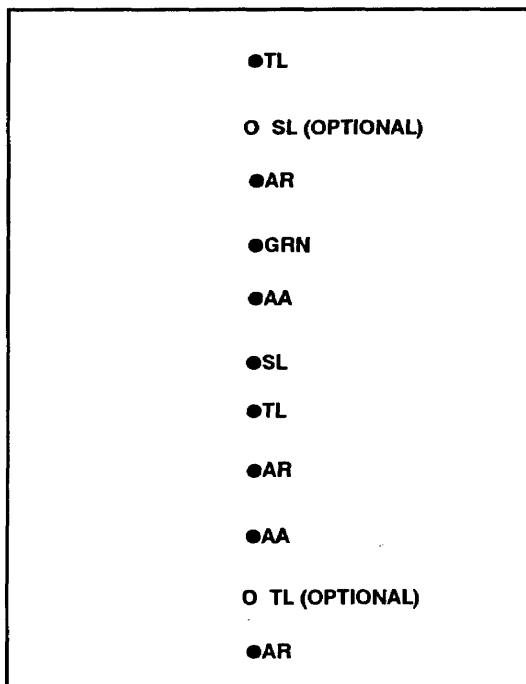 ●TL
O SL (OPTIONAL)
●AR
●GRN
●AA
●SL
●TL
●AR
●AA
O TL (OPTIONAL)
●AR